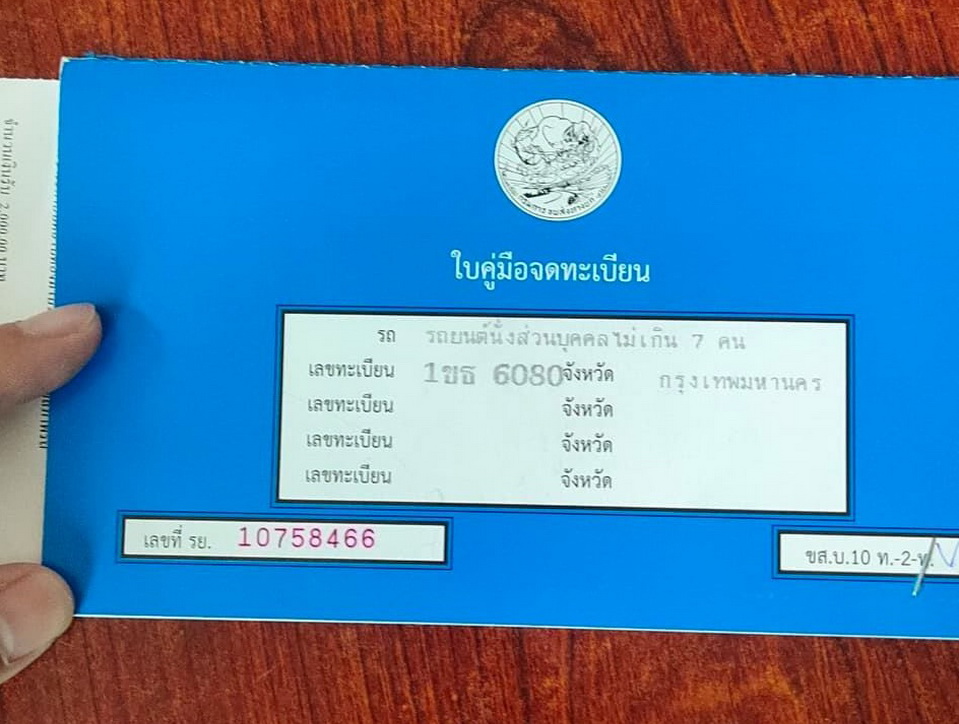 ใบคู่มือจดทะเบียน
รถ รถยนต์นั่งส่วนบุคคลไม่เกิน 7 คน
เลขทะเบียน 1ขธ 6080 จังหวัด กรุงเทพมหานคร
เลขทะเบียน จังหวัด
เลขทะเบียน จังหวัด
เลขทะเบียน จังหวัด
เลขที่ รย. 10758466
ขส.บ.10 ท.-2-